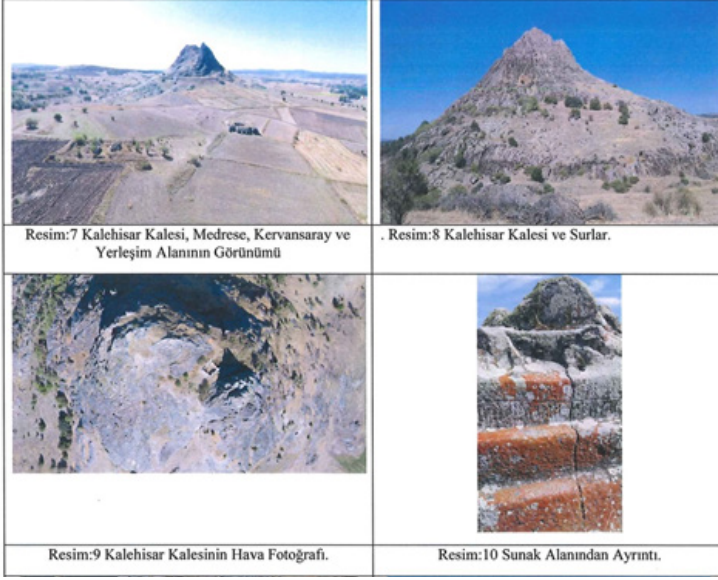 Resim:7 Kalehisar Kalesi, Medrese, Kervansaray ve
Yerleşim Alanının Görünümü
. Resim:8 Kalehisar Kalesi ve Surlar.
Resim:9 Kalehisar Kalesinin Hava Fotoğrafı.
Resim:10 Sunak Alanından Ayrıntı.